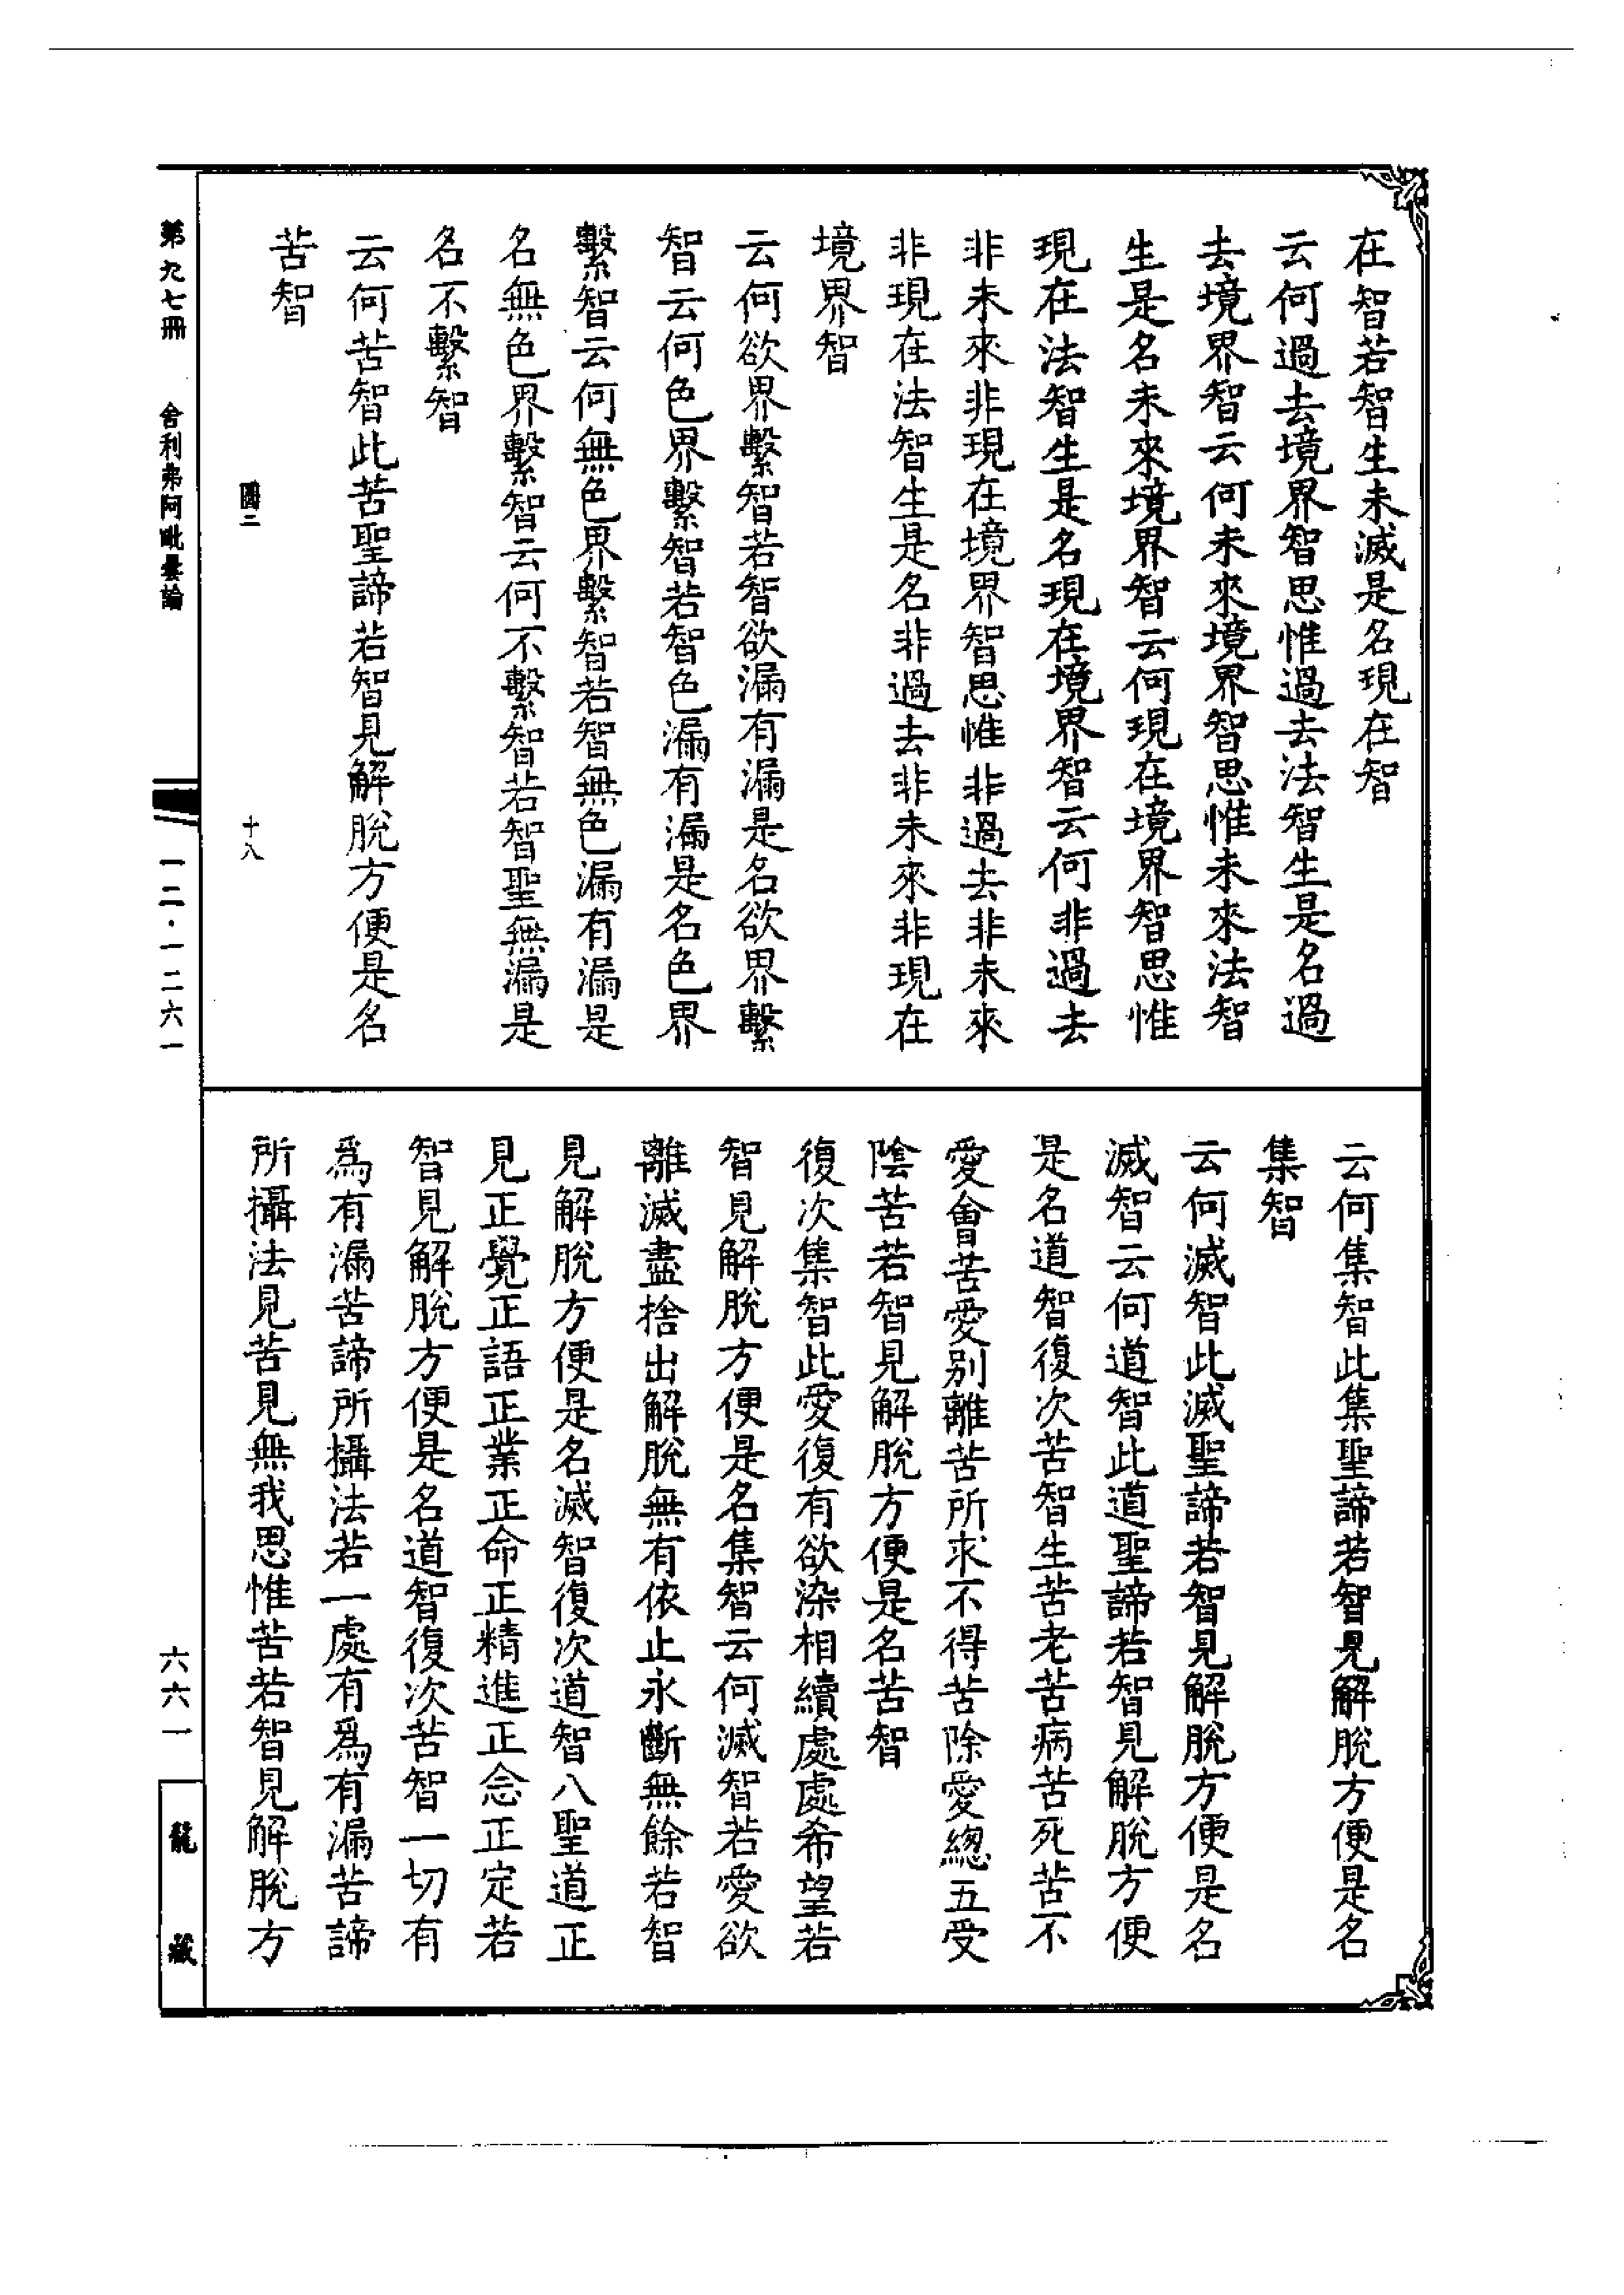 在智若智生未滅是名現在智
云何過去境界智思惟過去法智生是名過
去境界智云何未來境界智思惟未來法智
生是名未來境界智云何現在境界智思惟
現在法智生是名現在境界智云何非過去
非未來非現在境界智思惟非過去非未來
非現在法智生是名非過去非未來非現在
境界智
云何欲界繫智若智欲漏有漏是名欲界繫
智云何色界繫智若智色漏有漏是名色界
繫智云何無色界繫智若智無色漏有漏是
名無色界繫智云何不繫智若智聖無漏是
名不繫智
云何苦智此苦聖諦若智見解脫方便是名
苦智
十八
云何集智此集聖諦若智見解脫方便是名
集智
云何滅智此滅聖諦若智見解脫方便是名
滅智云何道智此道聖諦若智見解脫方便
是名道智復次苦智生苦老苦病苦死苦不
愛會苦愛別離苦所求不得苦除愛總五受
陰苦若智見解脫方便是名苦智
復次集智此愛復有欲染相續處處希望若
智見解脫方便是名集智云何滅智若愛欲
離滅盡捨出解脫無有依止永斷無餘若智
見解脫方便是名滅智復次道智八聖道正
見正覺正語正業正命正精進正念正定若
智見解脫方便是名道智復次苦智一切有
為有漏苦諦所攝法若一處有為有漏苦諦
所攝法見苦見無我思惟苦若智見解脫方
第九七冊
舍利弗阿毗曇論
一二·一二六一
六六一
龍藏